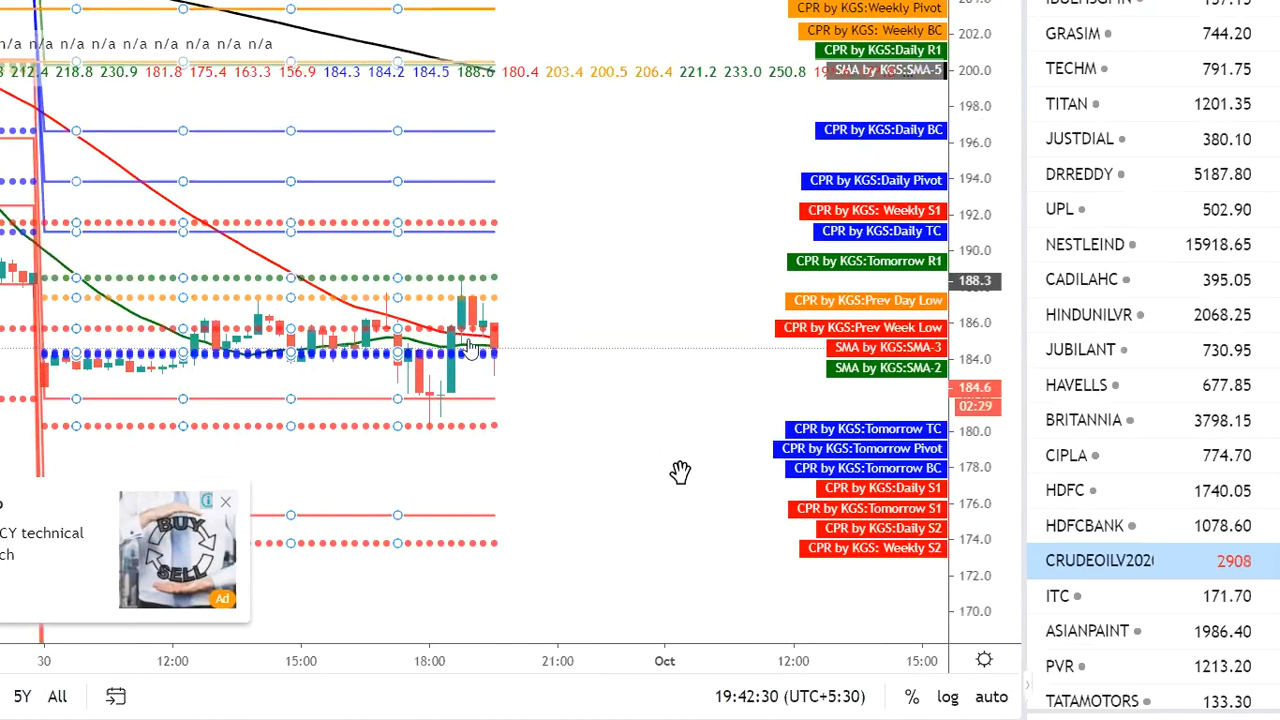 CPR by KGS:Weekly Pivot
202.0
CPR by KGS: Weekly BC
CPR by KGS:Daily R1
n/a n/a n/a n/a n/a n/a n/a n/a n/a
212.4 218.8 230.9 181.8 175.4 163.3 156.9 184.3 184.2 184.5 188.6 180.4 203.4 200.5 206.4 221.2 233.0 250.8
SMA by KGS:SMA-5
200.0
198.0
CPR by KGS:Daily BC
196.0
CPR by KGS:Daily Pivot
194.0
CPR by KGS: Weekly S1
192.0
CPR by KGS:Daily TC
190.0
CPR by KGS:Tomorrow R1
188.3
CPR by KGS:Prev Day Low
186.0
CPR by KGS:Prev Week Low
SMA by KGS:SMA-3
184.0
SMA by KGS:SMA-2
184.6
02:29
180.0
CPR by KGS:Tomorrow TC
CPR by KGS:Tomorrow Pivot
CPR by KGS:Tomorrow BC
178.0
CPR by KGS:Daily S1
176.0
CPR by KGS:Tomorrow S1
CPR by KGS:Daily S2
174.0
CPR by KGS: Weekly S2
172.0
170.0
CY technical
ch
BUY
SELL
Ad
30 12:00 15:00 18:00 21:00 Oct 12:00 15:00
5Y All 19:42:30 (UTC+5:30) % log auto
GRASIM 744.20
TECHM 791.75
TITAN 1201.35
JUSTDIAL 380.10
DRREDDY 5187.80
UPL 502.90
NESTLEIND 15918.65
CADILAHC 395.05
HINDUNILVR 2068.25
JUBILANT 730.95
HAVELLS 677.85
BRITANNIA 3798.15
CIPLA 774.70
HDFC 1740.05
HDFCBANK 1078.60
CRUDEOILV202 2908
ITC 171.70
ASIANPAINT 1986.40
PVR 1213.20
TATAMOTORS 133.30